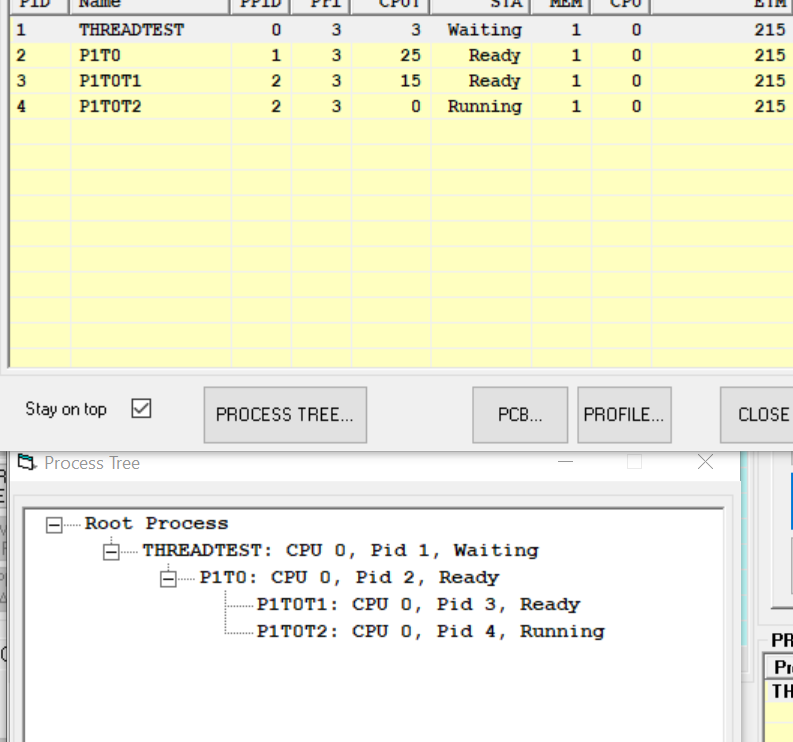 PID Name PPID Pri CPUT STA MEM CPU ETM
1 THREADTEST 0 3 3 Waiting 1 0 215
2 P1T0 1 3 25 Ready 1 0 215
3 P1T0T1 2 3 15 Ready 1 0 215
4 P1T0T2 2 3 0 Running 1 0 215
Stay on top
PROCESS TREE...
PCB...
PROFILE...
CLOSE
Process Tree
Root Process
THREADTEST: CPU 0, Pid 1, Waiting
P1T0: CPU 0, Pid 2, Ready
P1T0T1: CPU 0, Pid 3, Ready
P1T0T2: CPU 0, Pid 4, Running
PR
TH